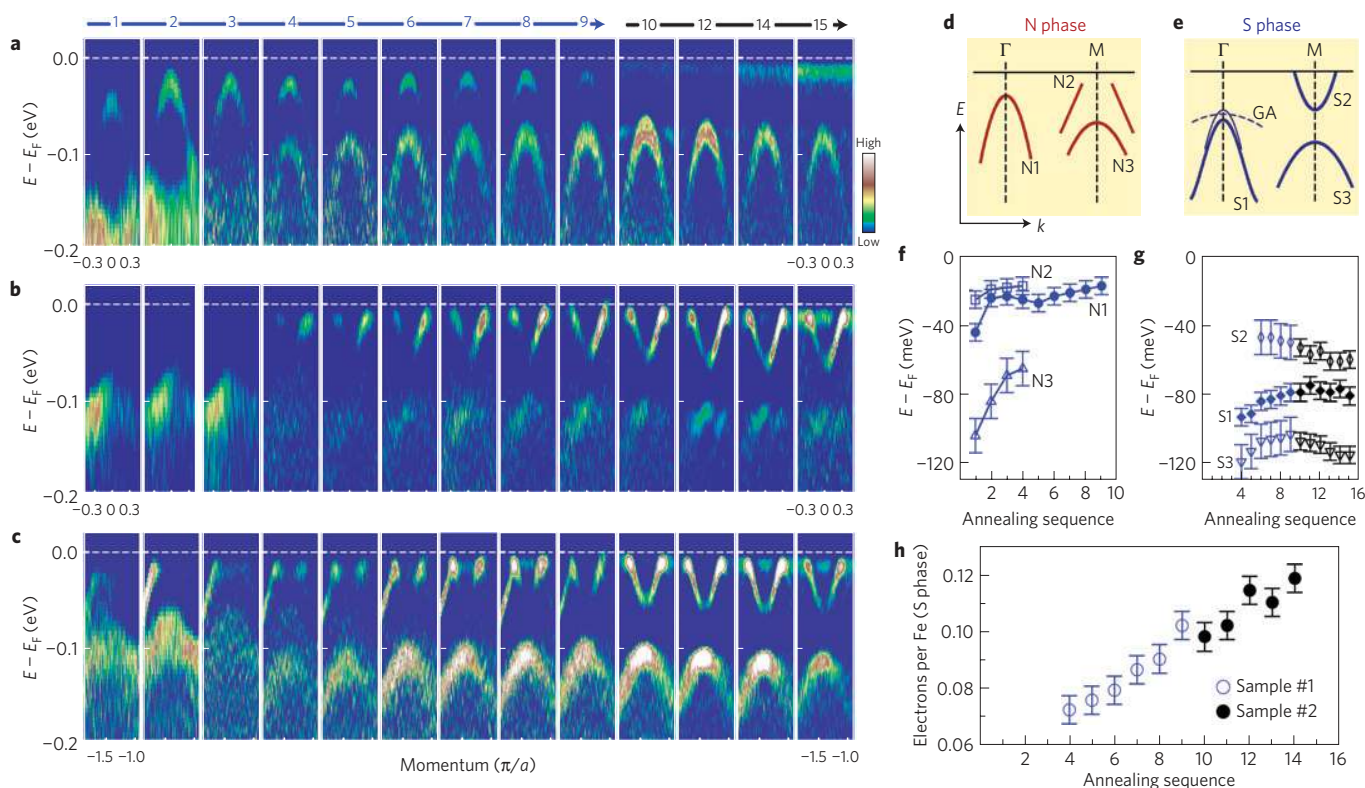 1 2 3 4 5 6 7 8 9 10 12 14 15
a
0.0
−0.1
−0.2
E − E_F (eV)
High
Low
−0.3 0 0.3
−0.3 0 0.3
b
0.0
−0.1
−0.2
E − E_F (eV)
−0.3 0 0.3
−0.3 0 0.3
c
0.0
−0.1
−0.2
E − E_F (eV)
−1.5 −1.0
Momentum (π/a)
−1.5 −1.0
d
N phase
Γ
M
N2
N1
N3
E
k
e
S phase
Γ
M
S2
GA
S1
S3
f
0
−40
−80
−120
E − E_F (meV)
N2
N1
N3
2 4 6 8 10
Annealing sequence
g
0
−40
−80
−120
E − E_F (meV)
S2
S1
S3
4 8 12 16
Annealing sequence
h
0.12
0.10
0.08
0.06
Electrons per Fe (S phase)
Sample #1
Sample #2
2 4 6 8 10 12 14 16
Annealing sequence